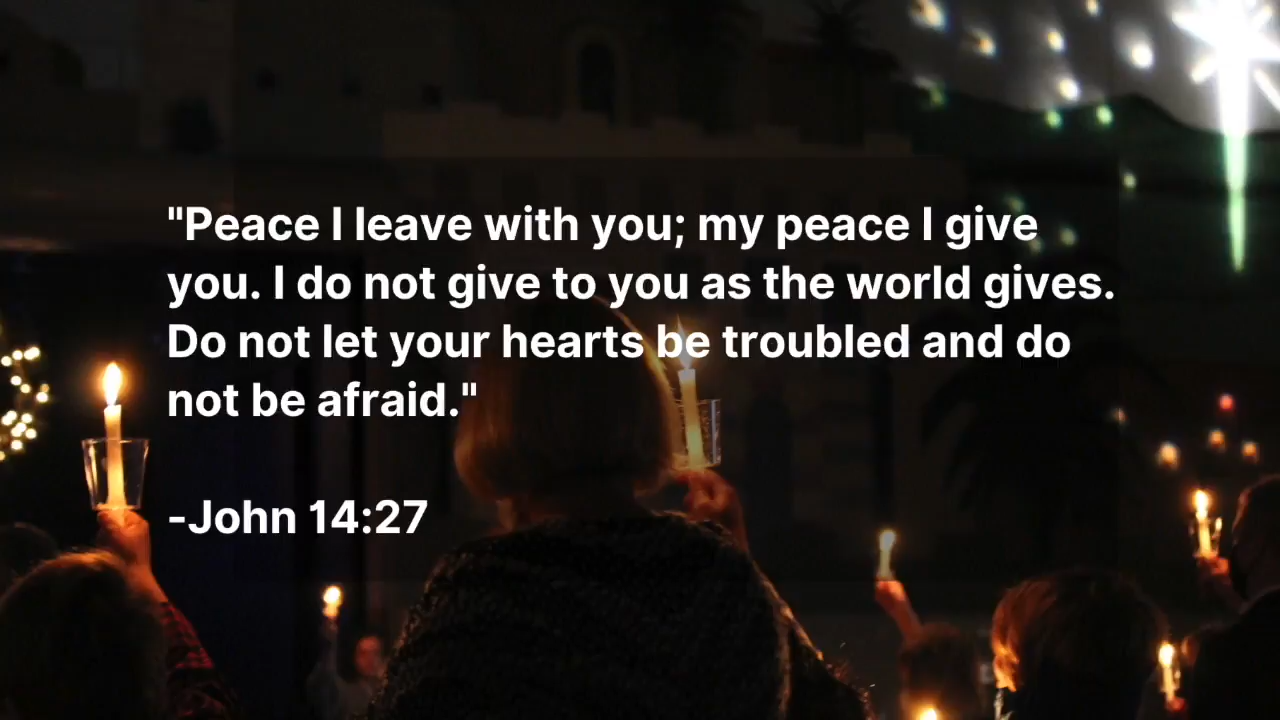 "Peace I leave with you; my peace I give
you. I do not give to you as the world gives.
Do not let your hearts be troubled and do
not be afraid."
-John 14:27